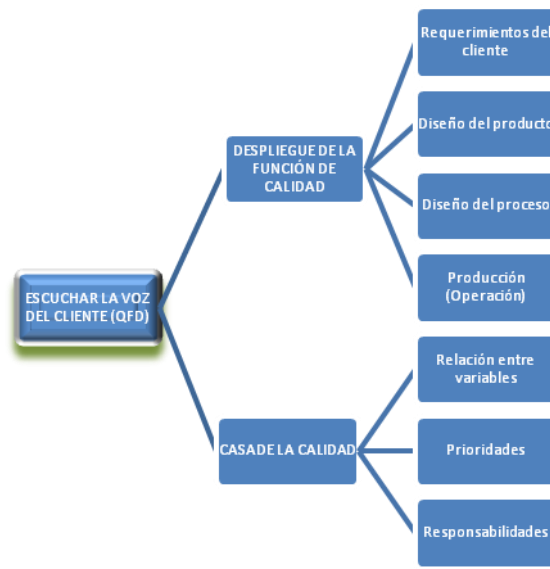 Requerimientos del
cliente
Diseño del producto
DESPLIEGUE DE LA
FUNCIÓN DE
CALIDAD
Diseño del proceso
Producción
(Operación)
ESCUCHAR LA VOZ
DEL CLIENTE (QFD)
Relación entre
variables
CASA DE LA CALIDAD
Prioridades
Responsabilidades